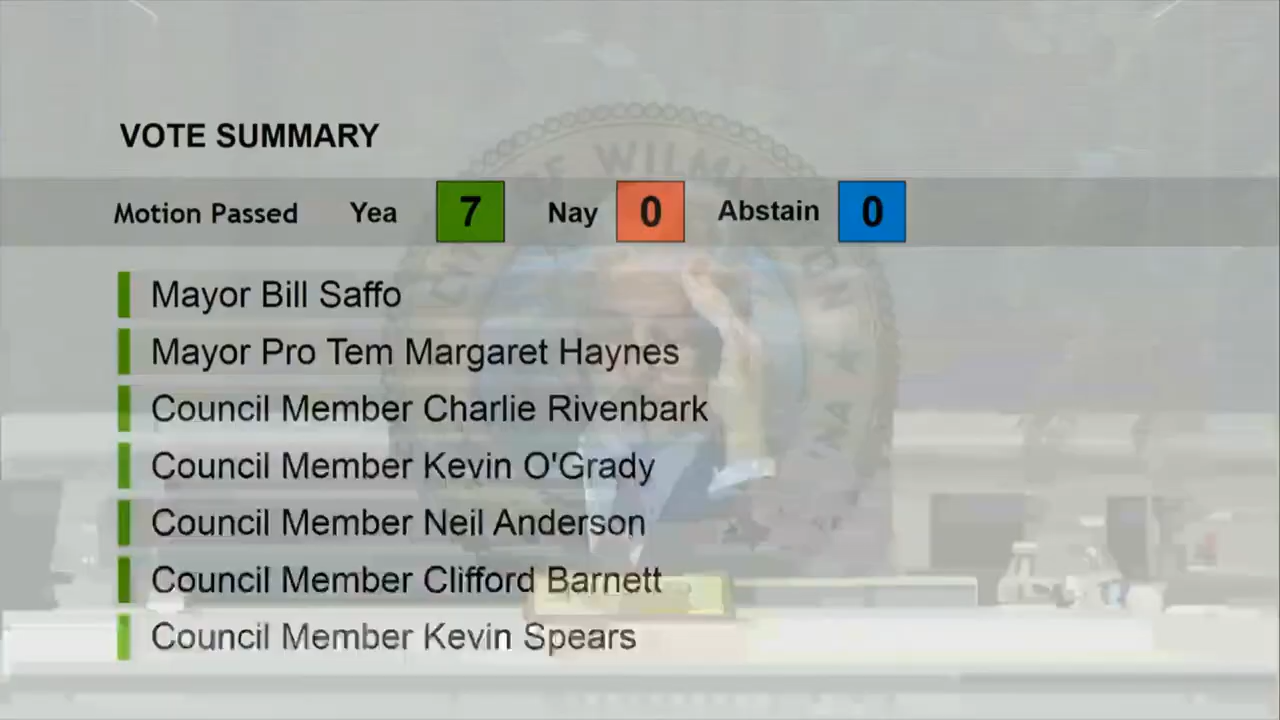 VOTE SUMMARY
Motion Passed Yea 7 Nay 0 Abstain 0
Mayor Bill Saffo
Mayor Pro Tem Margaret Haynes
Council Member Charlie Rivenbark
Council Member Kevin O'Grady
Council Member Neil Anderson
Council Member Clifford Barnett
Council Member Kevin Spears